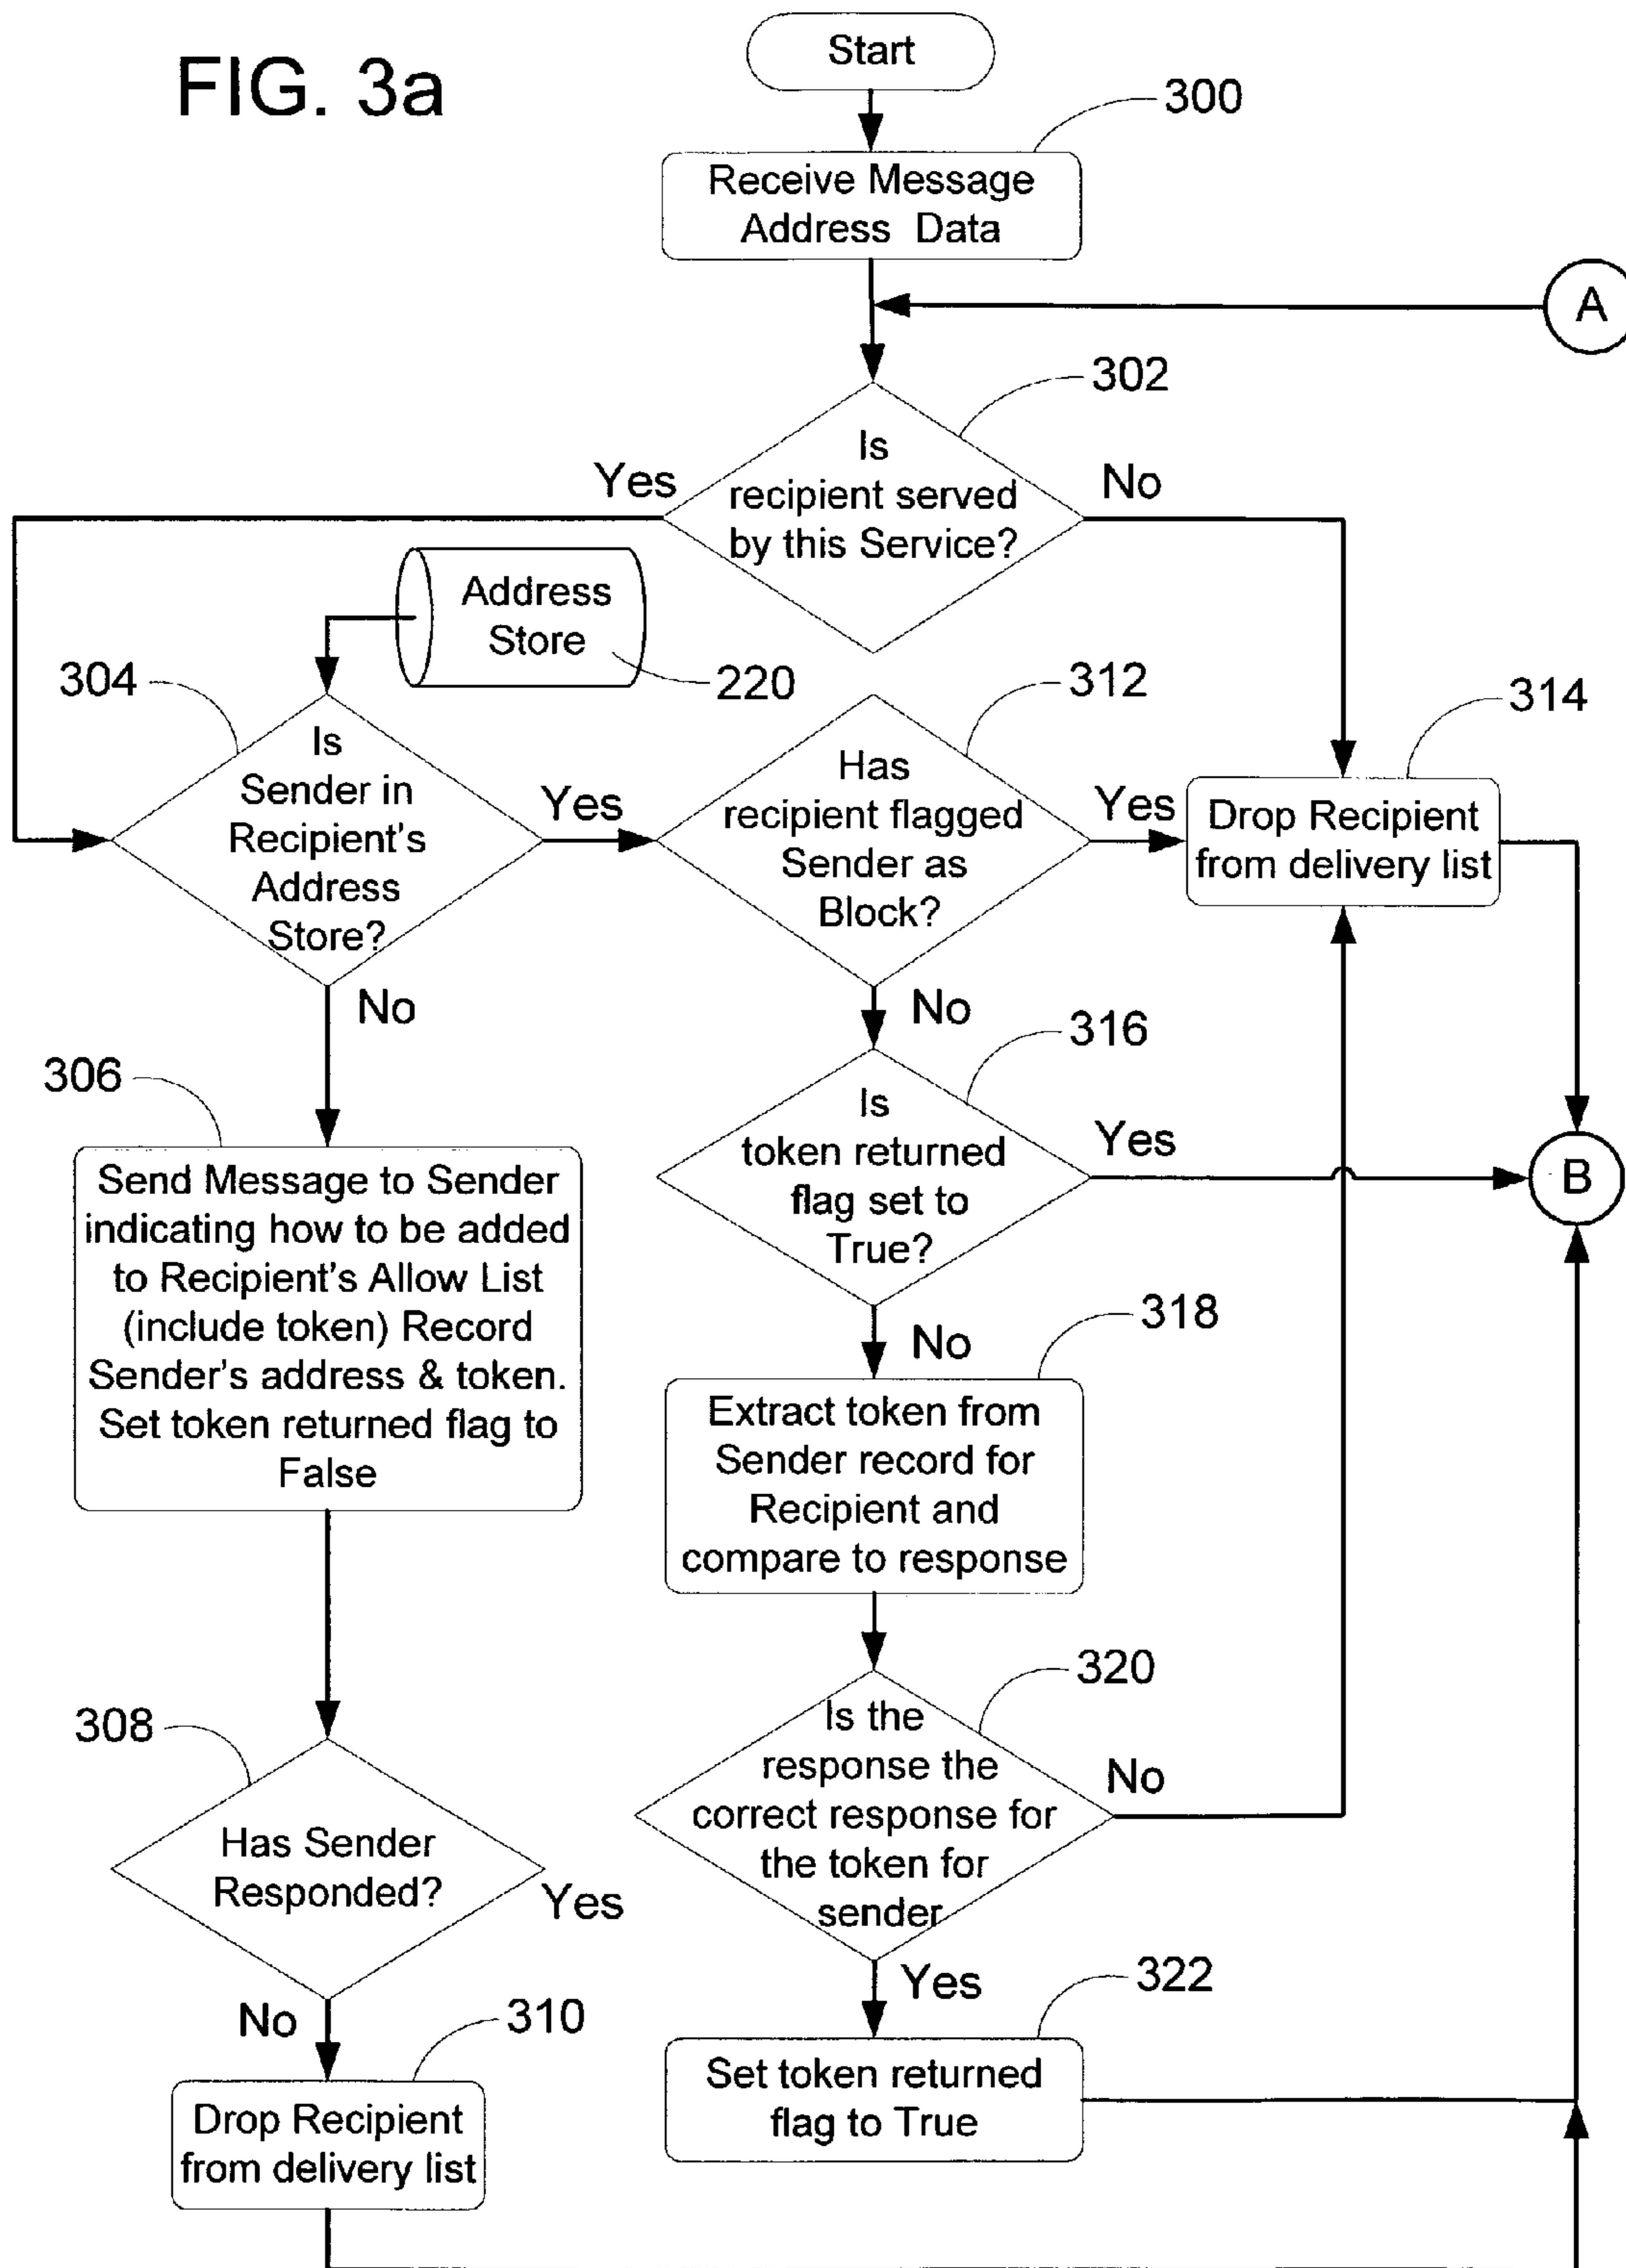 FIG. 3a
Start
300
Receive Message
Address Data
A
302
Is
recipient served
by this Service?
Yes
No
Address
Store
220
304
Is
Sender in
Recipient's
Address
Store?
Yes
No
312
Has
recipient flagged
Sender as
Block?
Yes
No
314
Drop Recipient
from delivery list
306
Send Message to Sender
indicating how to be added
to Recipient's Allow List
(include token) Record
Sender's address & token.
Set token returned flag to
False
316
Is
token returned
flag set to
True?
Yes
No
B
318
Extract token from
Sender record for
Recipient and
compare to response
308
Has Sender
Responded?
Yes
No
320
Is the
response the
correct response for
the token for
sender
No
Yes
310
Drop Recipient
from delivery list
322
Set token returned
flag to True